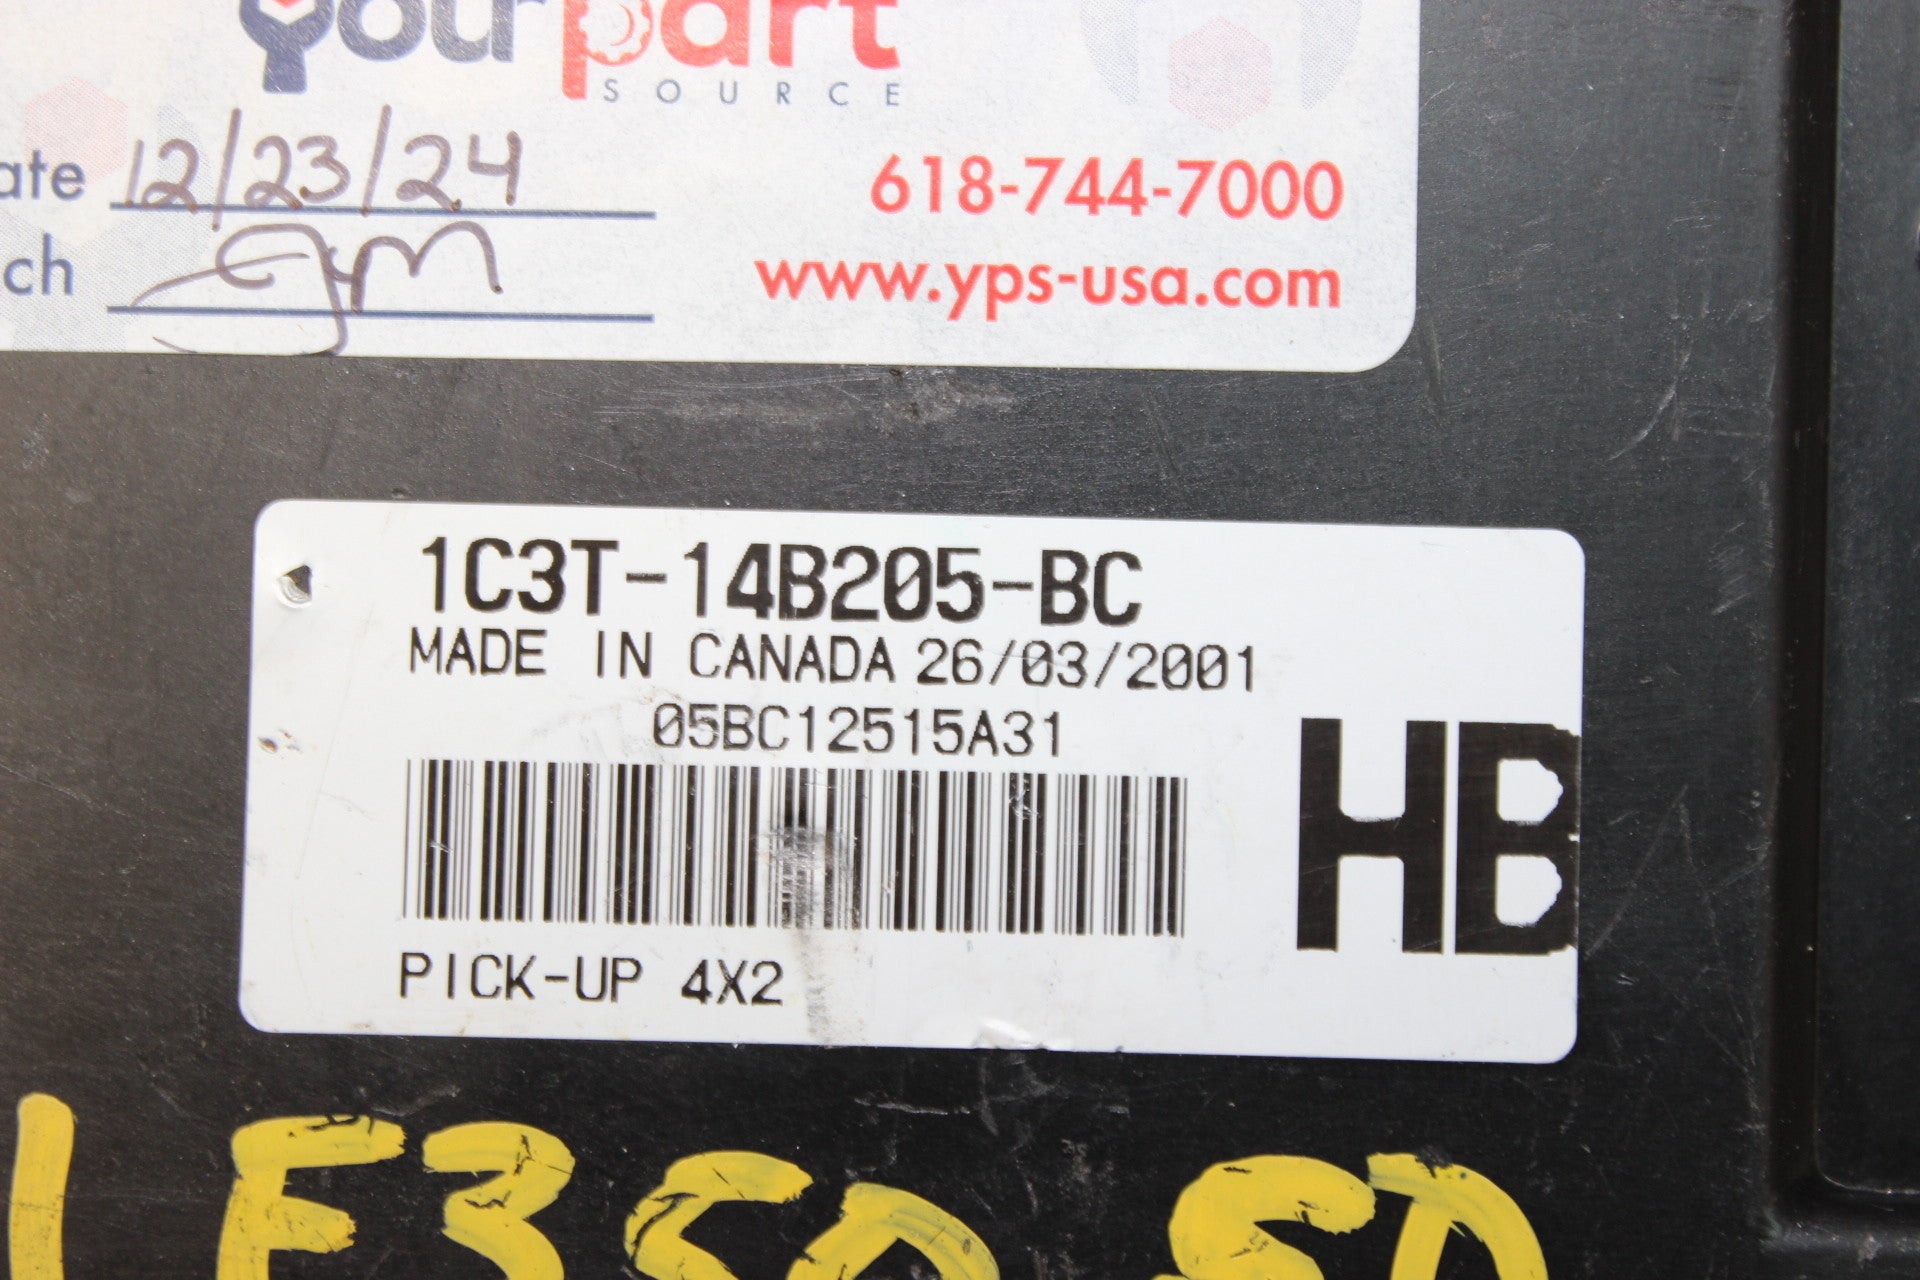 yourpart
SOURCE
ate 12/23/24
618-744-7000
ch
www.yps-usa.com
1C3T-14B205-BC
MADE IN CANADA 26/03/2001
05BC12515A31
HB
PICK-UP 4X2
1 F350 SD